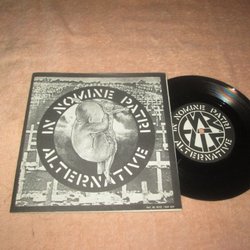 IN NOMINE PATRI
ALTERNATIVE
IN NOMINE PATRI
ALTERNATIVE